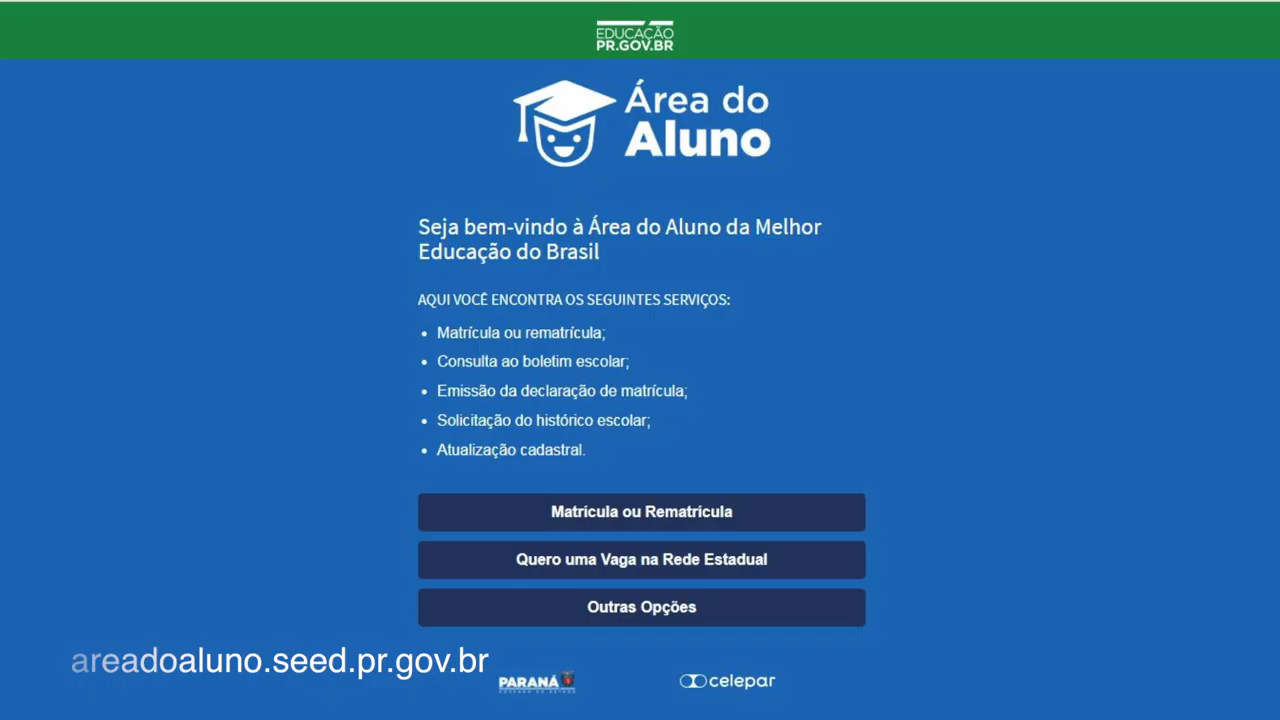 EDUCAÇÃO
PR.GOV.BR
Área do
Aluno
Seja bem-vindo à Área do Aluno da Melhor
Educação do Brasil
AQUI VOCÊ ENCONTRA OS SEGUINTES SERVIÇOS:
• Matrícula ou rematrícula;
• Consulta ao boletim escolar;
• Emissão da declaração de matrícula;
• Solicitação do histórico escolar;
• Atualização cadastral.
Matrícula ou Rematrícula
Quero uma Vaga na Rede Estadual
Outras Opções
areadoaluno.seed.pr.gov.br
PARANÁ
GOVERNO DO ESTADO
celepar